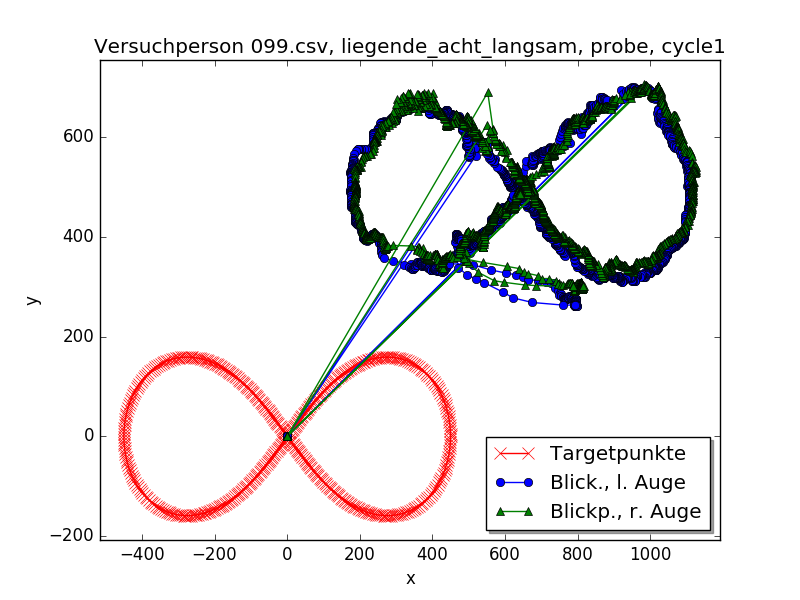 Versuchperson 099.csv, liegende_acht_langsam, probe, cycle1
y
600
400
200
0
−200
−400
−200
0
200
400
600
800
1000
x
Targetpunkte
Blick., l. Auge
Blickp., r. Auge